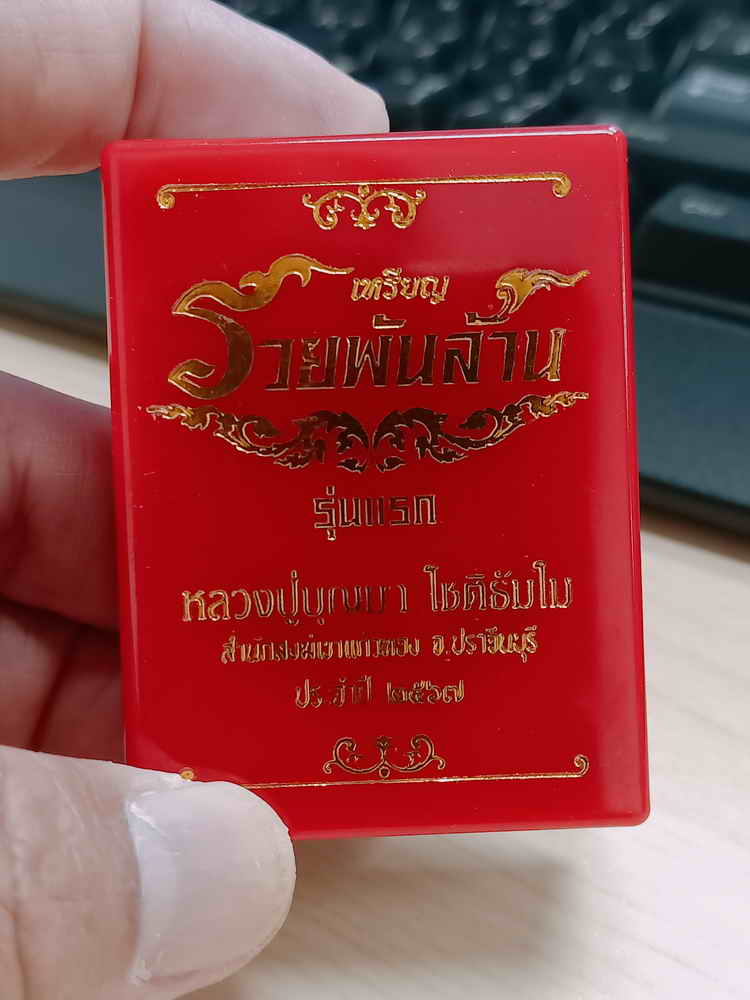 เหรียญ
รวยพันล้าน
รุ่นแรก
หลวงปู่บุญมา โชติธัมโม
สำนักสงฆ์เขาแก้วทอง จ.ปราจีนบุรี
ประจำปี ๒๕๖๗